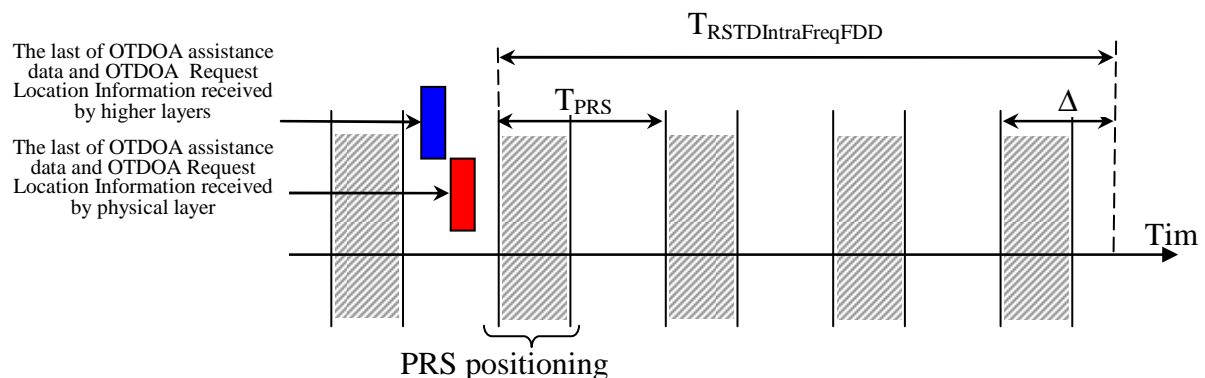 T_RSTDIntraFreqFDD
The last of OTDOA assistance
data and OTDOA Request
Location Information received
by higher layers
T_PRS
Δ
The last of OTDOA assistance
data and OTDOA Request
Location Information received
by physical layer
Tim
PRS positioning